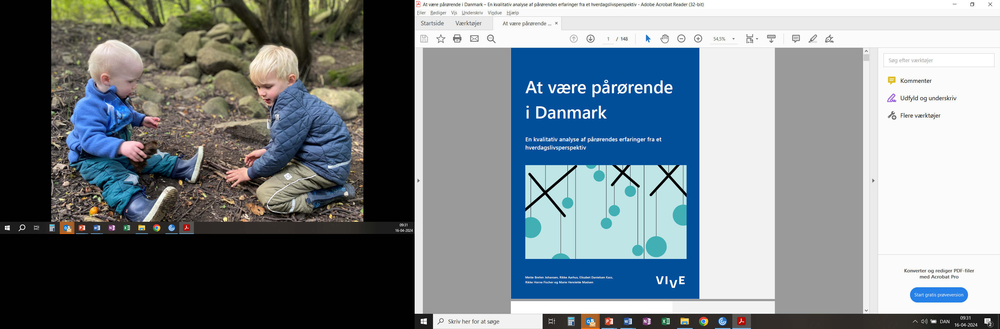 At være pårørende i Danmark – En kvalitativ analyse af pårørendes erfaringer fra et hverdagslivsperspektiv - Adobe Acrobat Reader (32-bit)
Filer Rediger Vis Underskriv Vindue Hjælp
Startside Værktøjer At være pårørende ... ×
1 / 148 54,5%
At være pårørende
i Danmark
En kvalitativ analyse af pårørendes erfaringer fra et
hverdagslivsperspektiv
Mette Brehm Johansen, Rikke Aarhus, Elisabet Danielsen Kass,
Rikke Horne Fischer og Marie Henriette Madsen
VIVE
Søg efter værktøjer
Kommenter
Udfyld og underskriv
Flere værktøjer
Konverter og rediger PDF-filer
med Acrobat Pro
Start gratis prøveversion
09:31
16-04-2024
Skriv her for at søge
DAN
09:31
16-04-2024
2